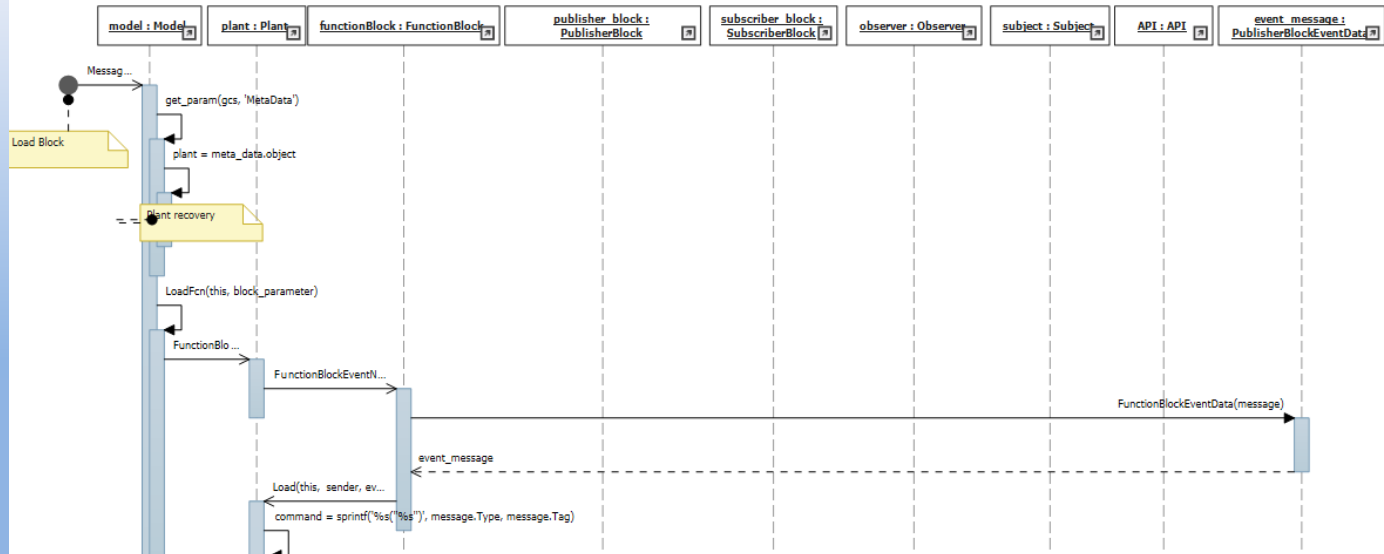 model : Model
plant : Plant
functionBlock : FunctionBlock
publisher_block :
PublisherBlock
subscriber_block :
SubscriberBlock
observer : Observer
subject : Subject
API : API
event_message :
PublisherBlockEventData
Messag...
get_param(gcs, 'MetaData')
Load Block
plant = meta_data.object
Plant recovery
LoadFcn(this, block_parameter)
FunctionBlo ...
FunctionBlockEventN...
FunctionBlockEventData(message)
event_message
Load(this, sender, ev...
command = sprintf('%s("%s")', message.Type, message.Tag)